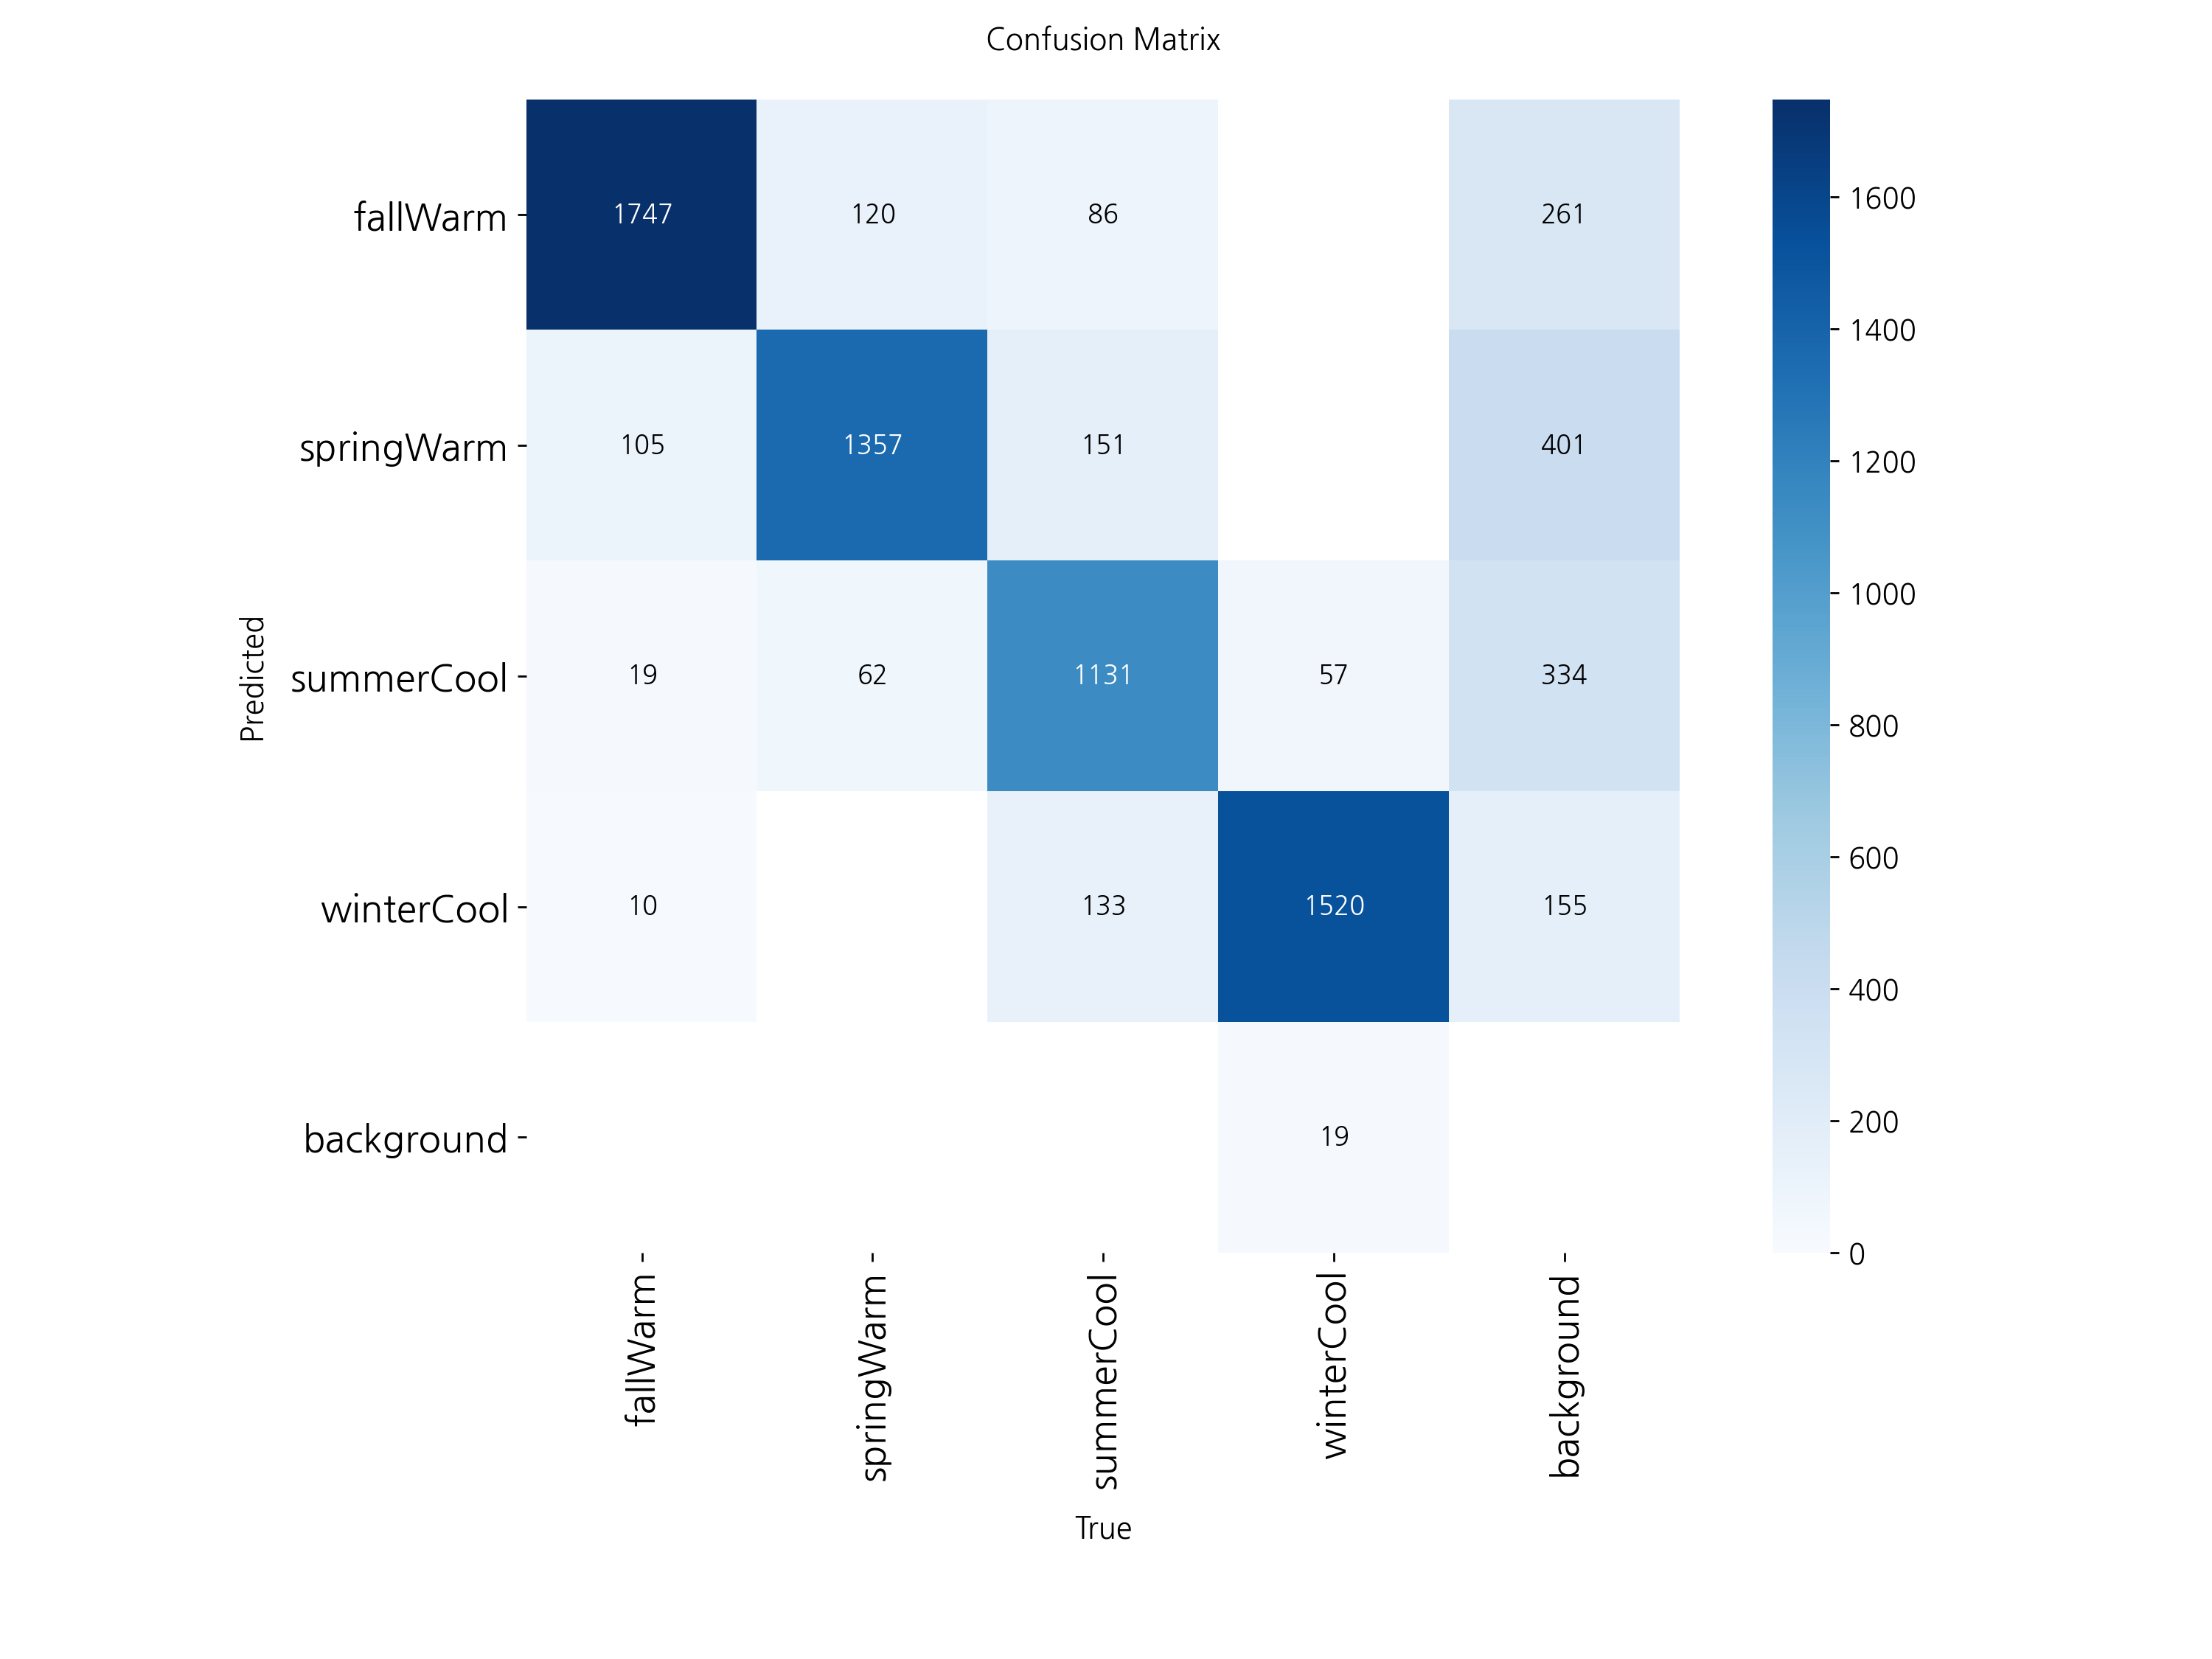 Confusion Matrix
fallWarm 1747 120 86 261
springWarm 105 1357 151 401
summerCool 19 62 1131 57 334
winterCool 10 133 1520 155
background 19
Predicted
fallWarm springWarm summerCool winterCool background
True
1600
1400
1200
1000
800
600
400
200
0